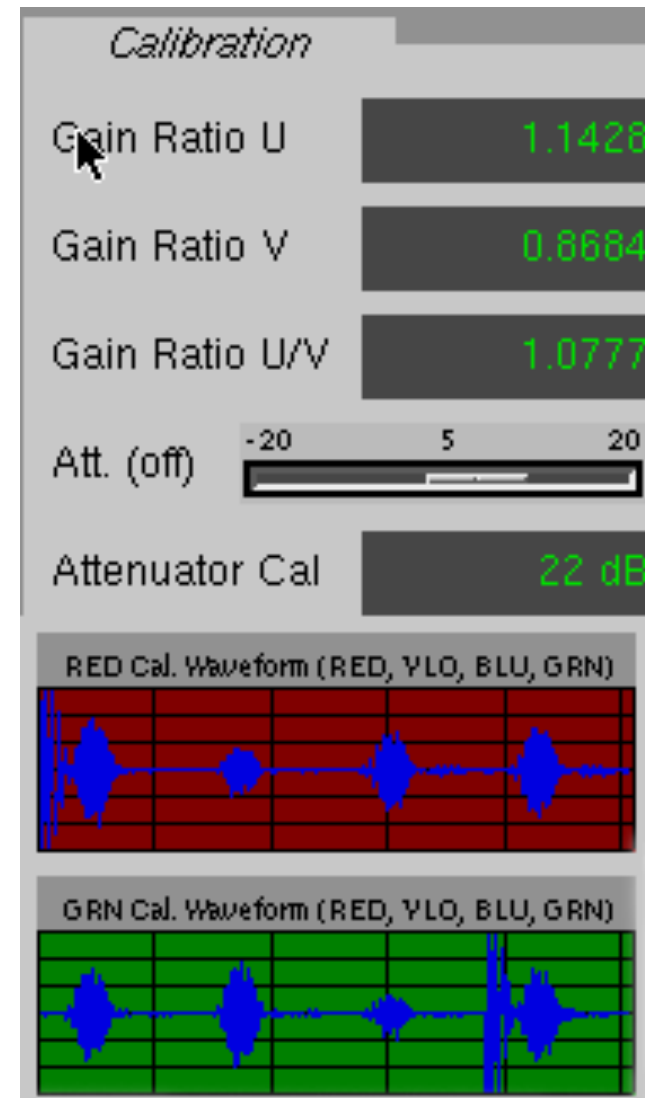 Calibration
Gain Ratio U 1.1428
Gain Ratio V 0.8684
Gain Ratio U/V 1.0777
-20 5 20
Att. (off)
Attenuator Cal 22 dB
RED Cal. Waveform (RED, YLO, BLU, GRN)
GRN Cal. Waveform (RED, YLO, BLU, GRN)